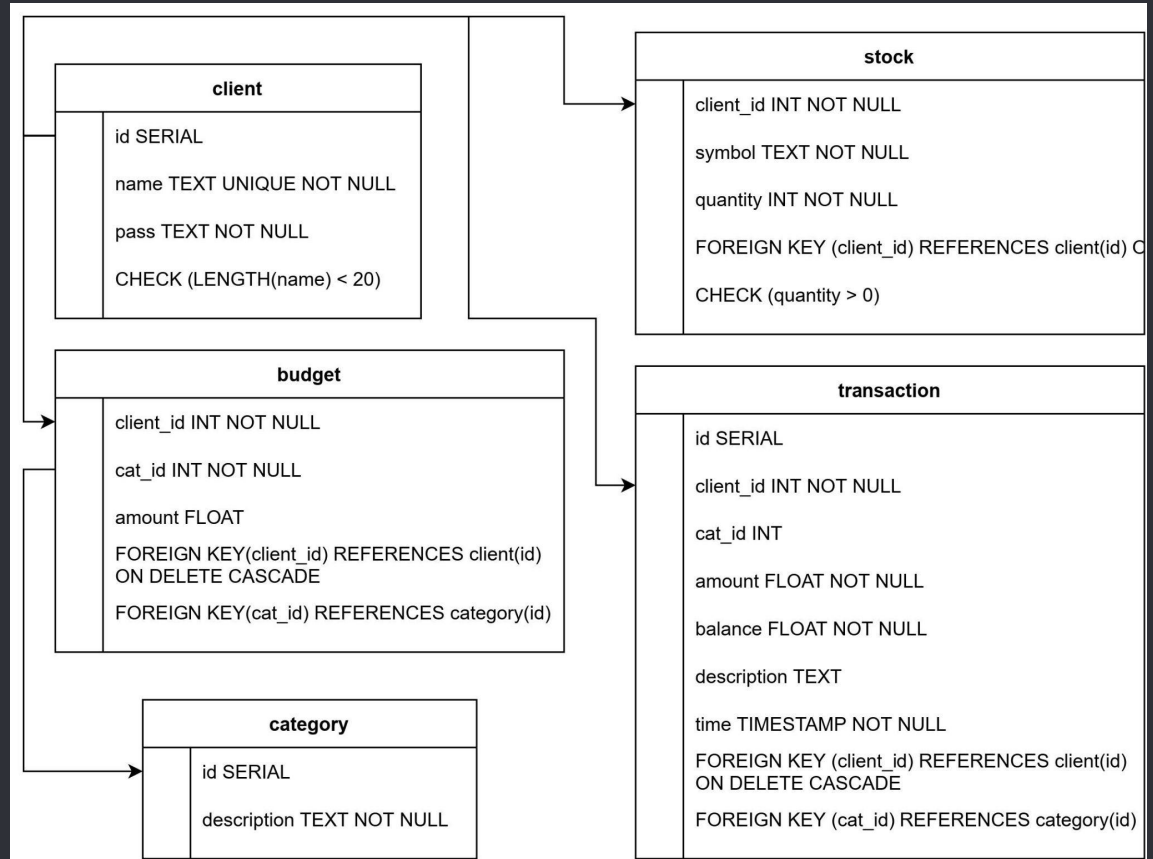 client
id SERIAL
name TEXT UNIQUE NOT NULL
pass TEXT NOT NULL
CHECK (LENGTH(name) < 20)
budget
client_id INT NOT NULL
cat_id INT NOT NULL
amount FLOAT
FOREIGN KEY(client_id) REFERENCES client(id)
ON DELETE CASCADE
FOREIGN KEY(cat_id) REFERENCES category(id)
category
id SERIAL
description TEXT NOT NULL
stock
client_id INT NOT NULL
symbol TEXT NOT NULL
quantity INT NOT NULL
FOREIGN KEY (client_id) REFERENCES client(id)
CHECK (quantity > 0)
transaction
id SERIAL
client_id INT NOT NULL
cat_id INT
amount FLOAT NOT NULL
balance FLOAT NOT NULL
description TEXT
time TIMESTAMP NOT NULL
FOREIGN KEY (client_id) REFERENCES client(id)
ON DELETE CASCADE
FOREIGN KEY (cat_id) REFERENCES category(id)